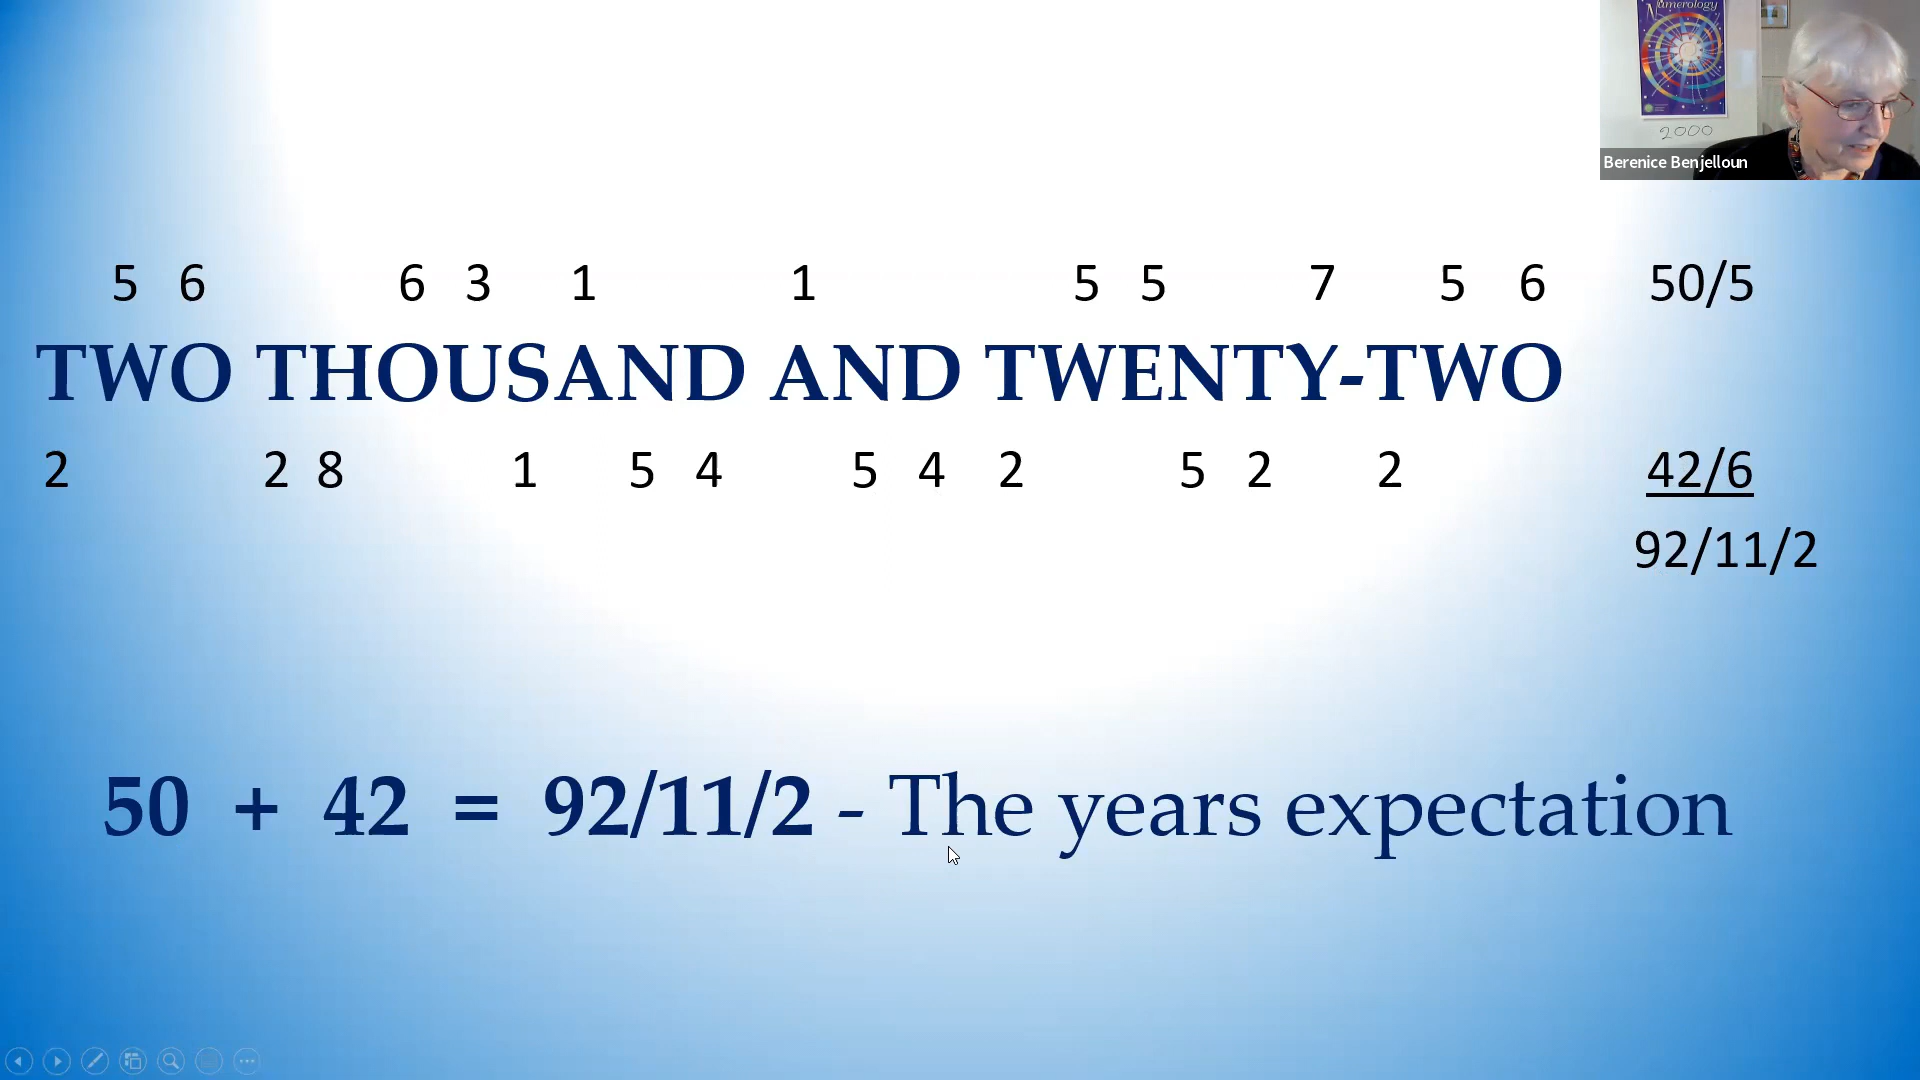 Numerology
2000
Berenice Benjelloun
5 6 6 3 1 1 5 5 7 5 6 50/5
TWO THOUSAND AND TWENTY-TWO
2 2 8 1 5 4 5 4 2 5 2 2 42/6
92/11/2
50 + 42 = 92/11/2 - The years expectation